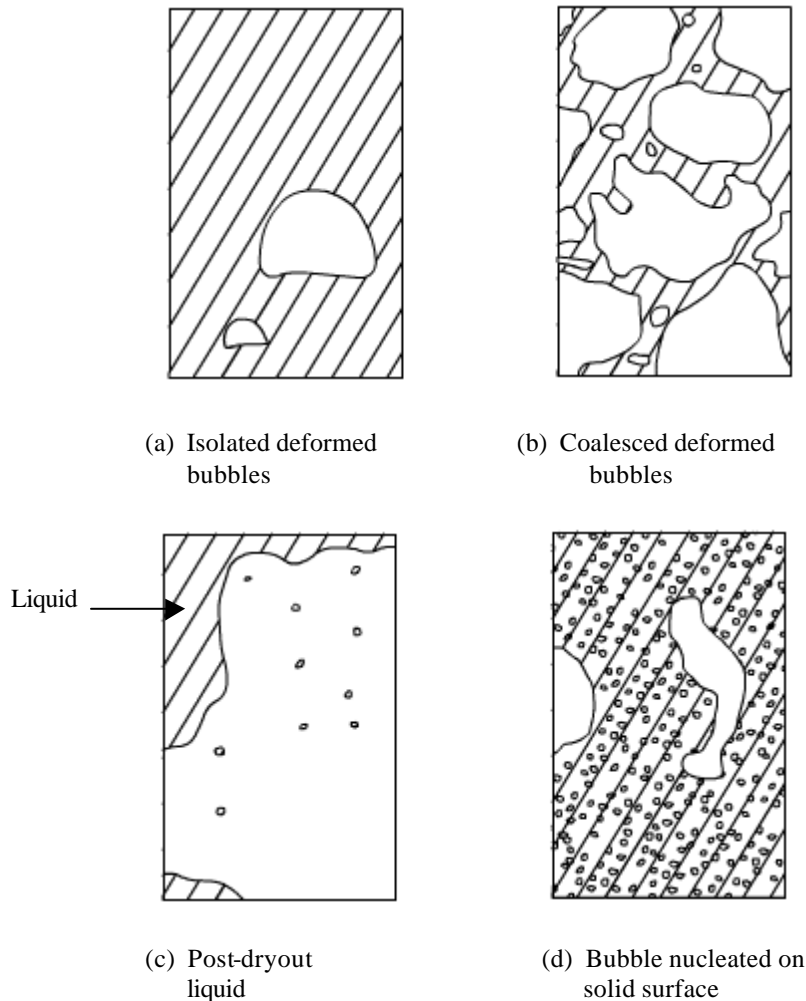 (a) Isolated deformed
bubbles
(b) Coalesced deformed
bubbles
Liquid
(c) Post-dryout
liquid
(d) Bubble nucleated on
solid surface